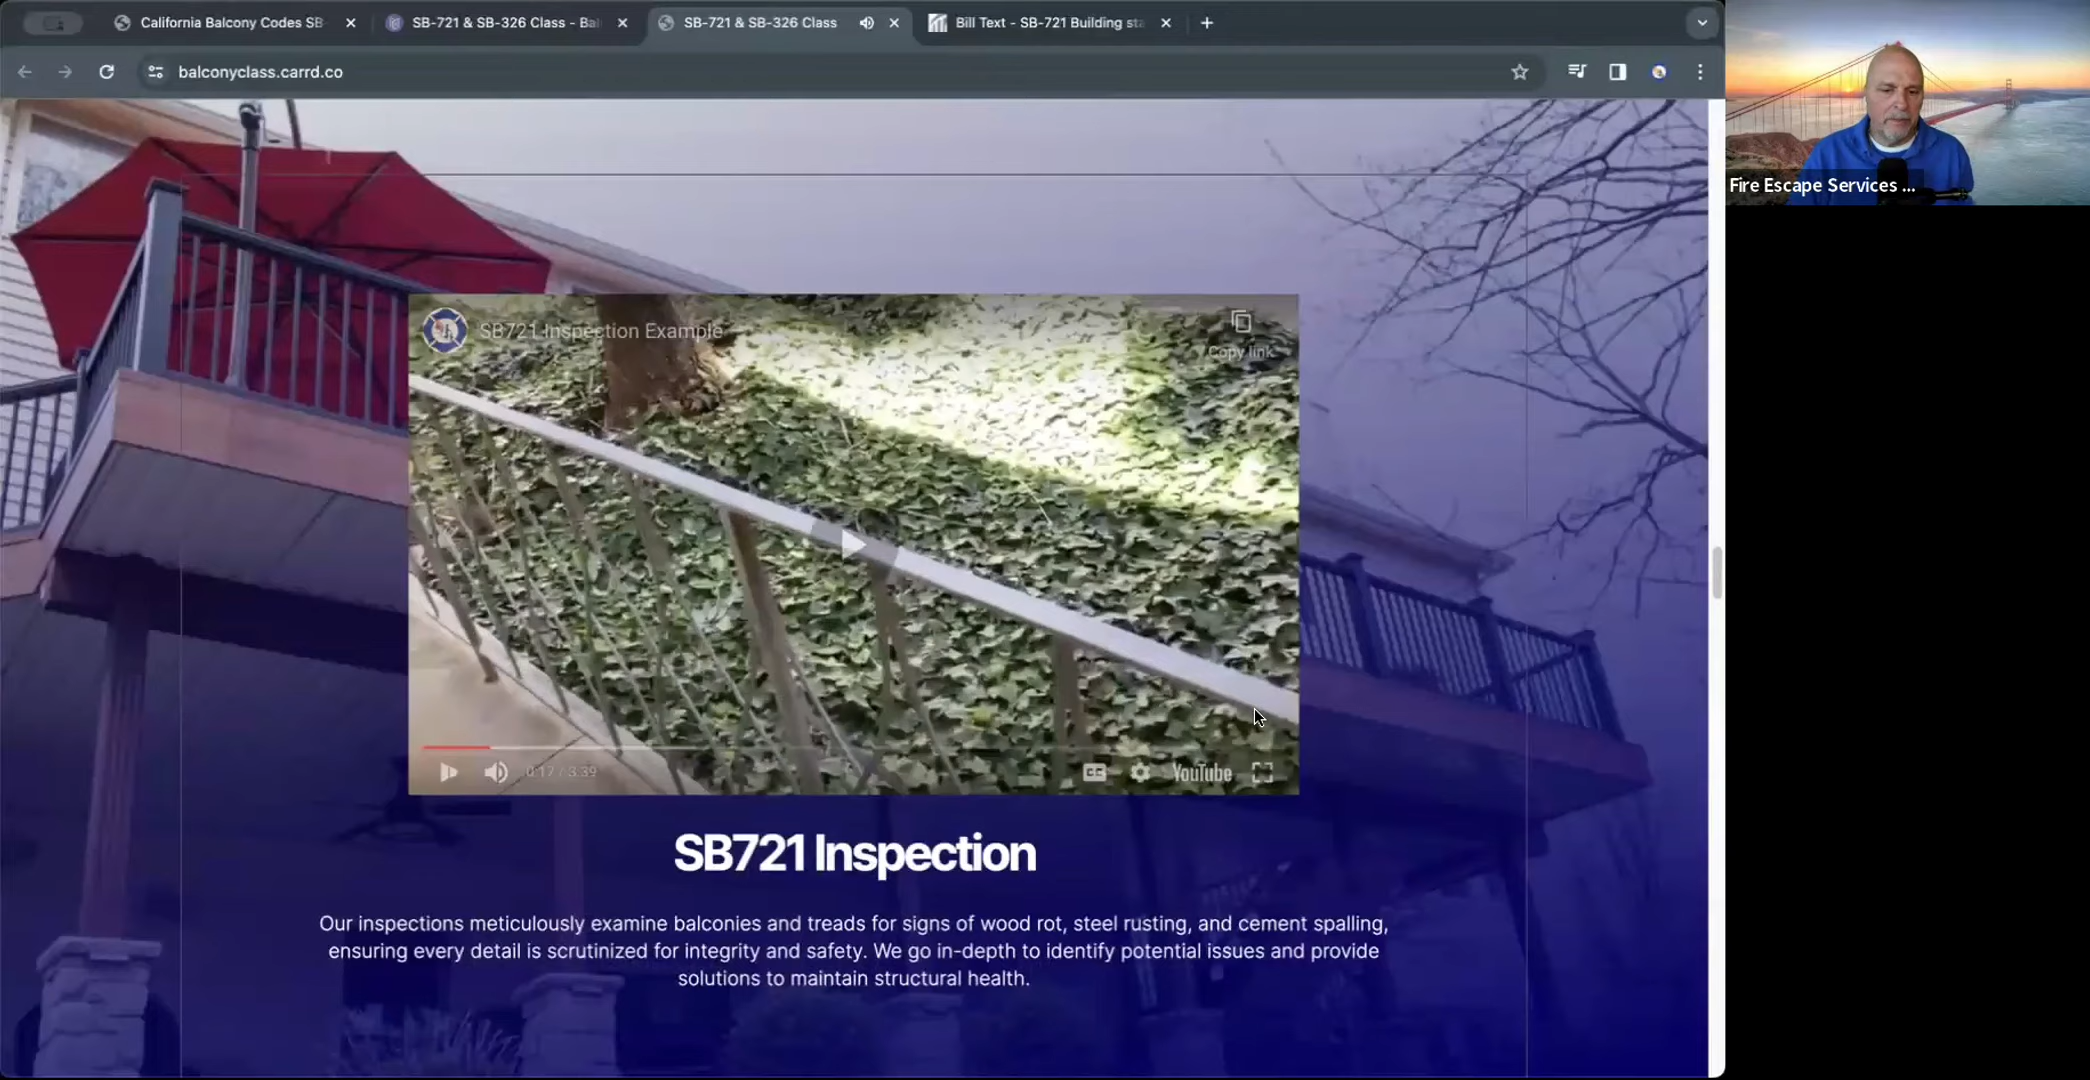 California Balcony Codes SB
SB-721 & SB-326 Class - Bal
SB-721 & SB-326 Class
Bill Text - SB-721 Building sta
balconyclass.carrd.co
Fire Escape Services ...
SB721 Inspection Example
Copy link
0:17 / 3:39
CC
YouTube
SB721 Inspection
Our inspections meticulously examine balconies and treads for signs of wood rot, steel rusting, and cement spalling,
ensuring every detail is scrutinized for integrity and safety. We go in-depth to identify potential issues and provide
solutions to maintain structural health.